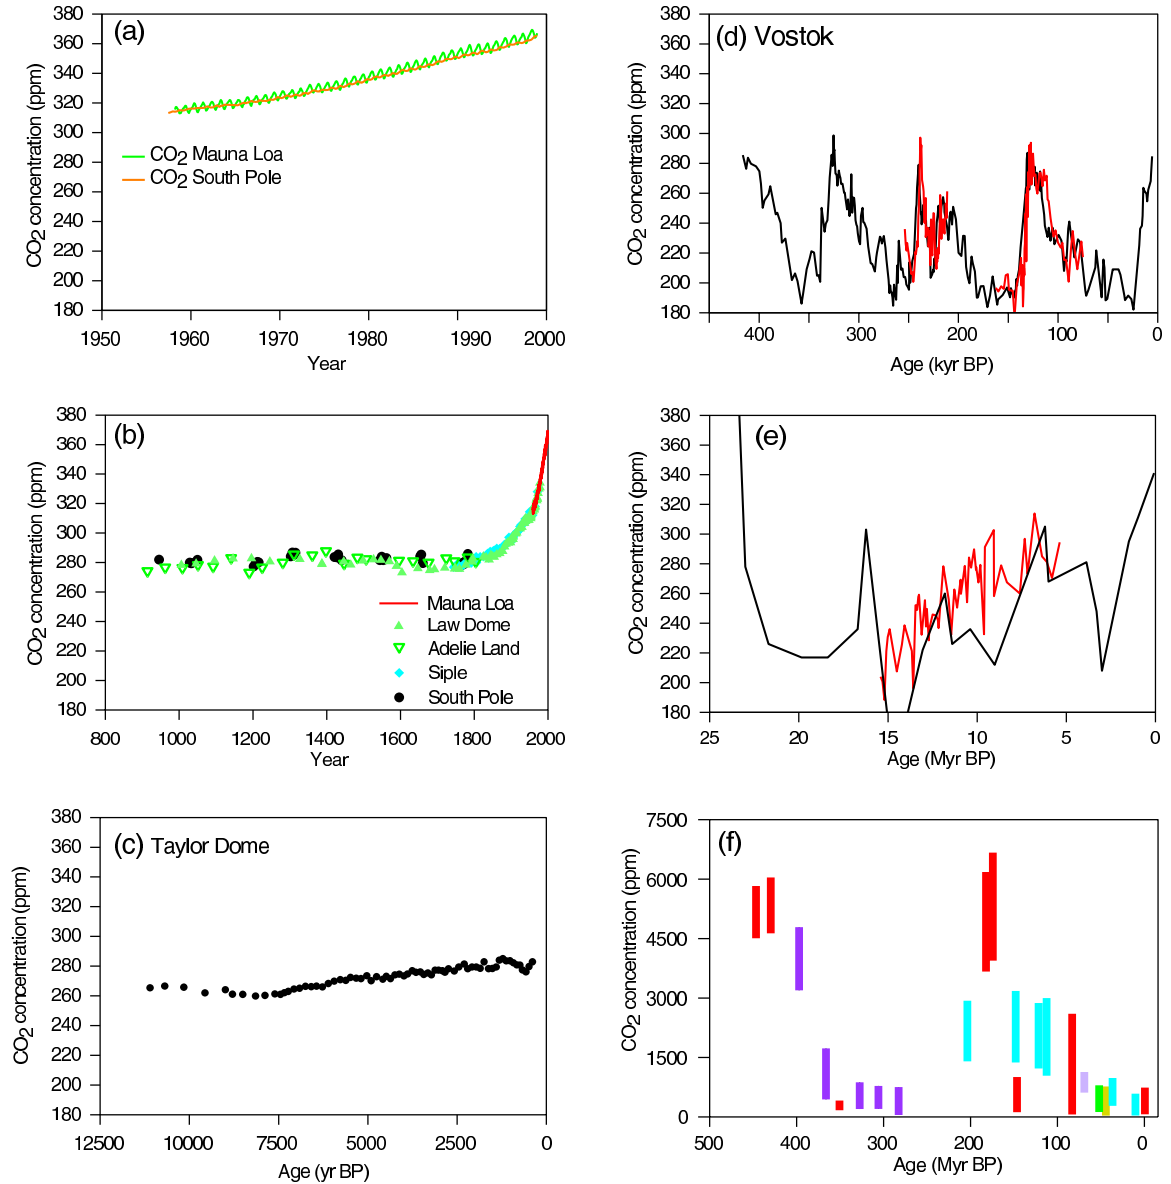 (a)
380
360
340
320
300
280
260
240
220
200
180
CO2 concentration (ppm)
CO2 Mauna Loa
CO2 South Pole
1950 1960 1970 1980 1990 2000
Year
(d) Vostok
380
360
340
320
300
280
260
240
220
200
180
CO2 concentration (ppm)
400 300 200 100 0
Age (kyr BP)
(b)
380
360
340
320
300
280
260
240
220
200
180
CO2 concentration (ppm)
Mauna Loa
Law Dome
Adelie Land
Siple
South Pole
800 1000 1200 1400 1600 1800 2000
Year
(e)
380
360
340
320
300
280
260
240
220
200
180
CO2 concentration (ppm)
25 20 15 10 5 0
Age (Myr BP)
(c) Taylor Dome
380
360
340
320
300
280
260
240
220
200
180
CO2 concentration (ppm)
12500 10000 7500 5000 2500 0
Age (yr BP)
(f)
7500
6000
4500
3000
1500
0
CO2 concentration (ppm)
500 400 300 200 100 0
Age (Myr BP)